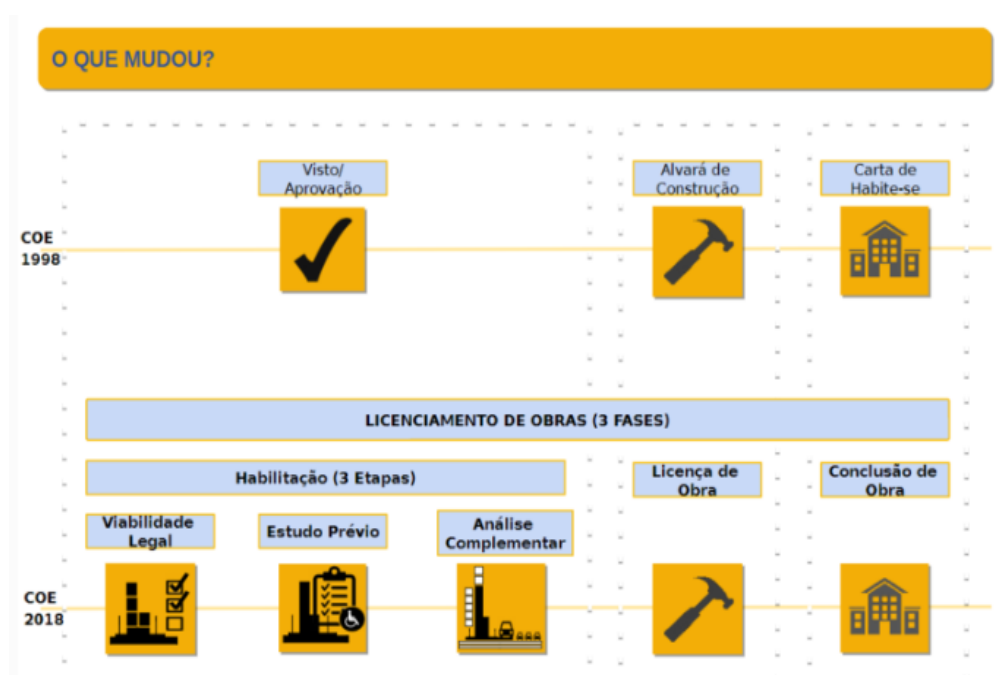 O QUE MUDOU?
Visto/
Aprovação
Alvará de
Construção
Carta de
Habite-se
COE
1998
LICENCIAMENTO DE OBRAS (3 FASES)
Habilitação (3 Etapas)
Licença de
Obra
Conclusão de
Obra
Viabilidade
Legal
Estudo Prévio
Análise
Complementar
COE
2018